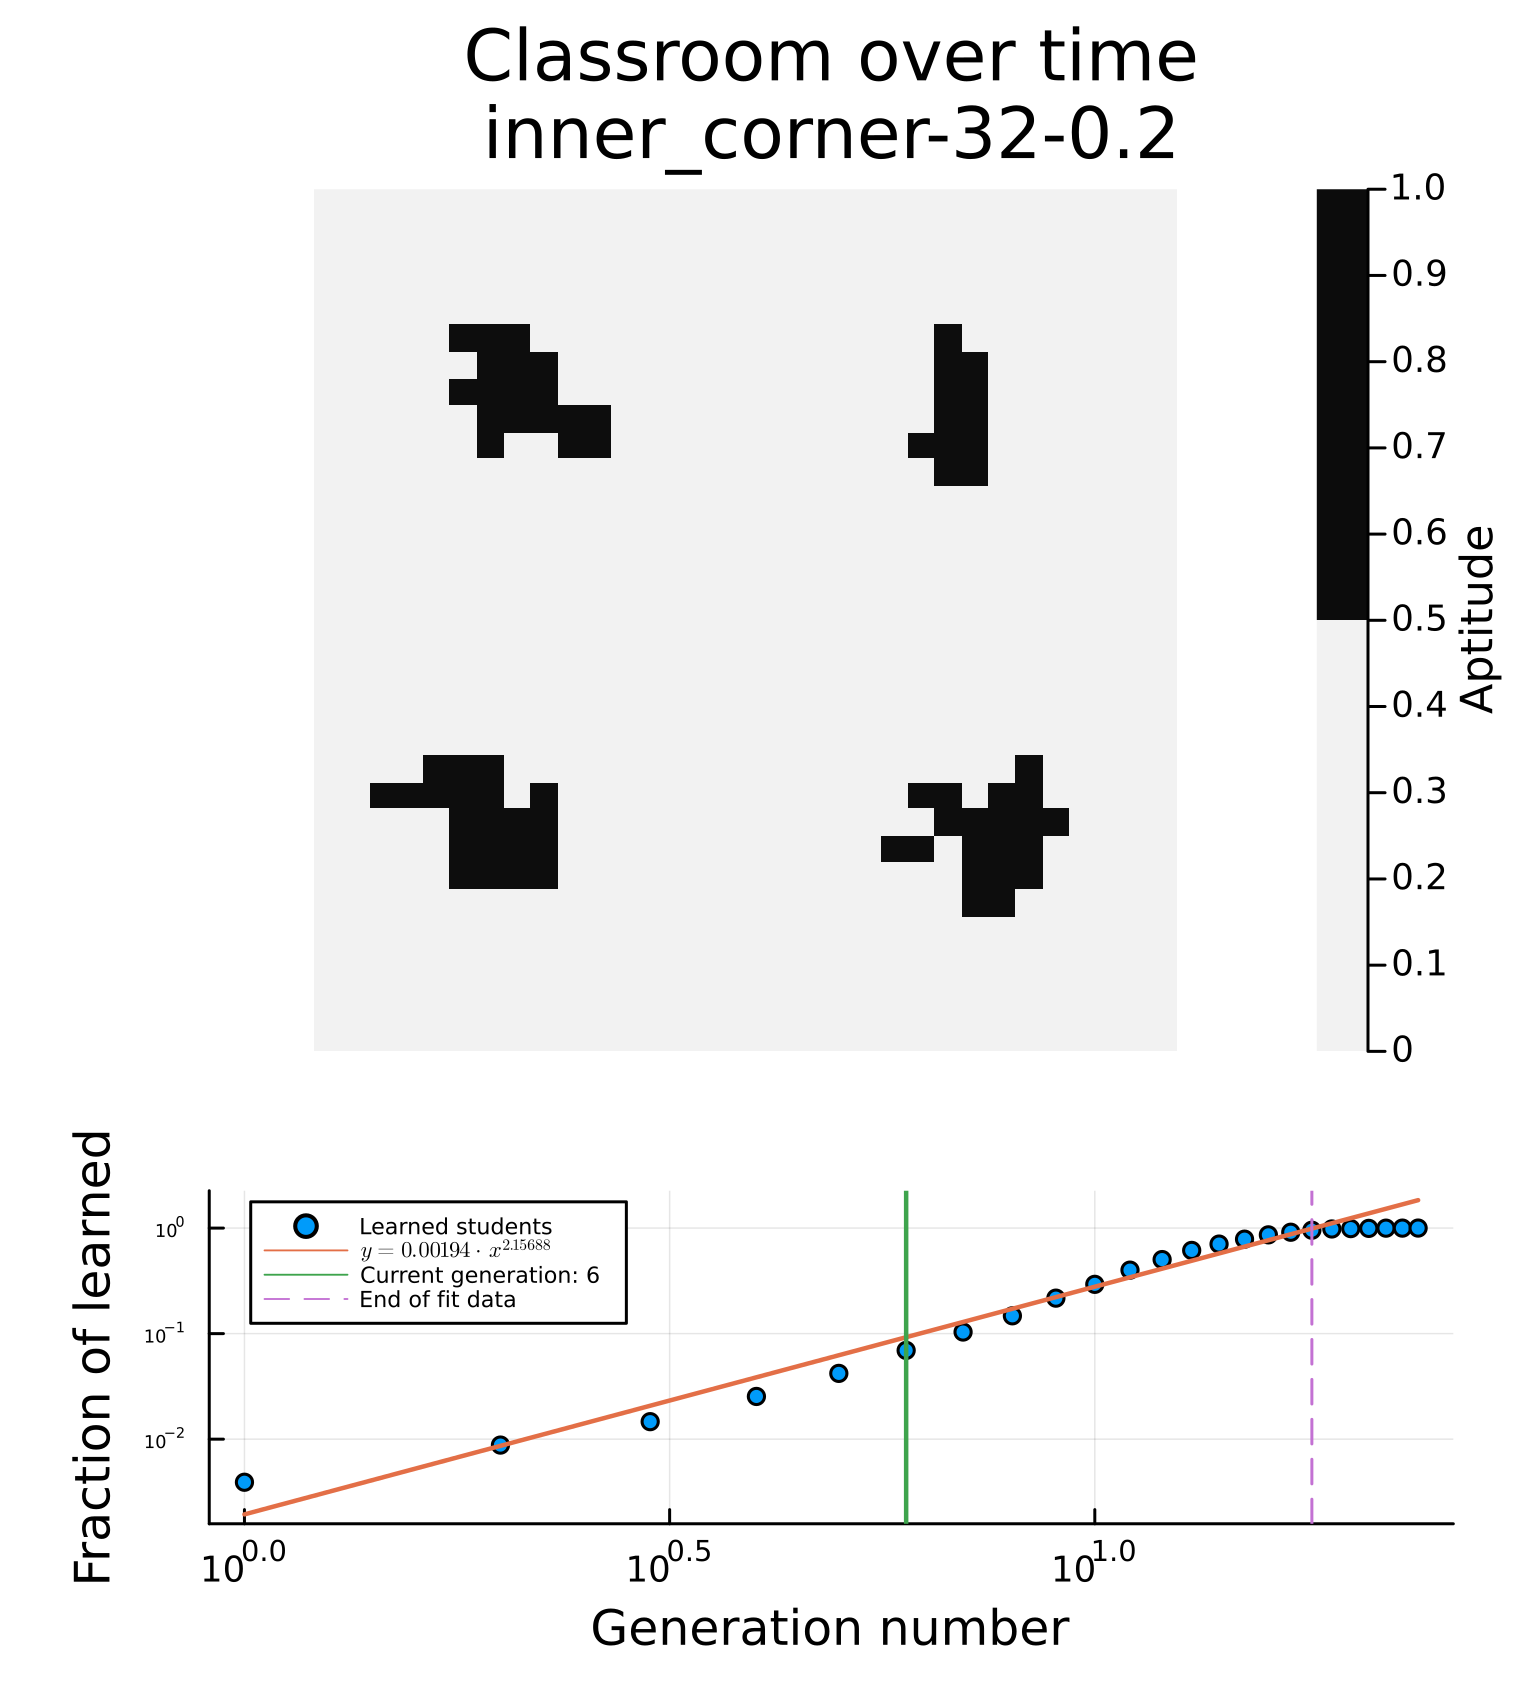 Classroom over time
inner_corner-32-0.2
1.0
0.9
0.8
0.7
0.6
0.5
0.4
0.3
0.2
0.1
0
Aptitude
Fraction of learned
10^0
10^−1
10^−2
Learned students
y = 0.00194 · x^2.15688
Current generation: 6
End of fit data
10^0.0 10^0.5 10^1.0
Generation number